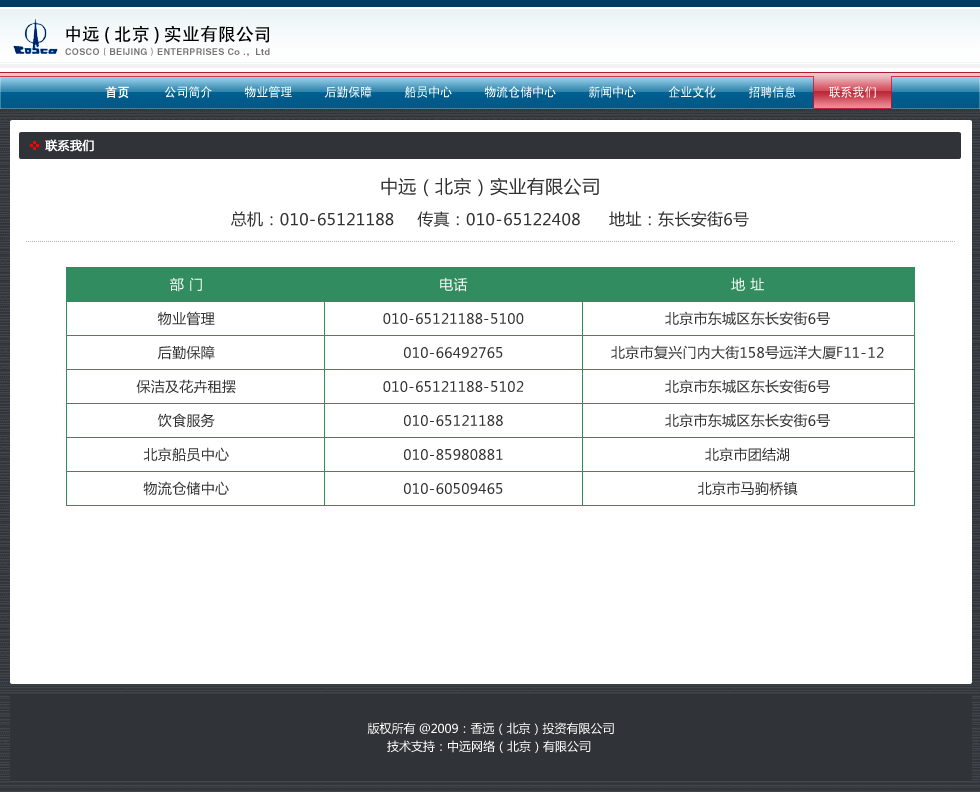 中远（北京）实业有限公司
COSCO（BEIJING）ENTERPRISES Co ., Ltd
COSCO
首页 公司简介 物业管理 后勤保障 船员中心 物流仓储中心 新闻中心 企业文化 招聘信息 联系我们
联系我们
中远（北京）实业有限公司
总机：010-65121188 传真：010-65122408 地址：东长安街6号
部 门 电话 地 址
物业管理 010-65121188-5100 北京市东城区东长安街6号
后勤保障 010-66492765 北京市复兴门内大街158号远洋大厦F11-12
保洁及花卉租摆 010-65121188-5102 北京市东城区东长安街6号
饮食服务 010-65121188 北京市东城区东长安街6号
北京船员中心 010-85980881 北京市团结湖
物流仓储中心 010-60509465 北京市马驹桥镇
版权所有 @2009：香远（北京）投资有限公司
技术支持：中远网络（北京）有限公司